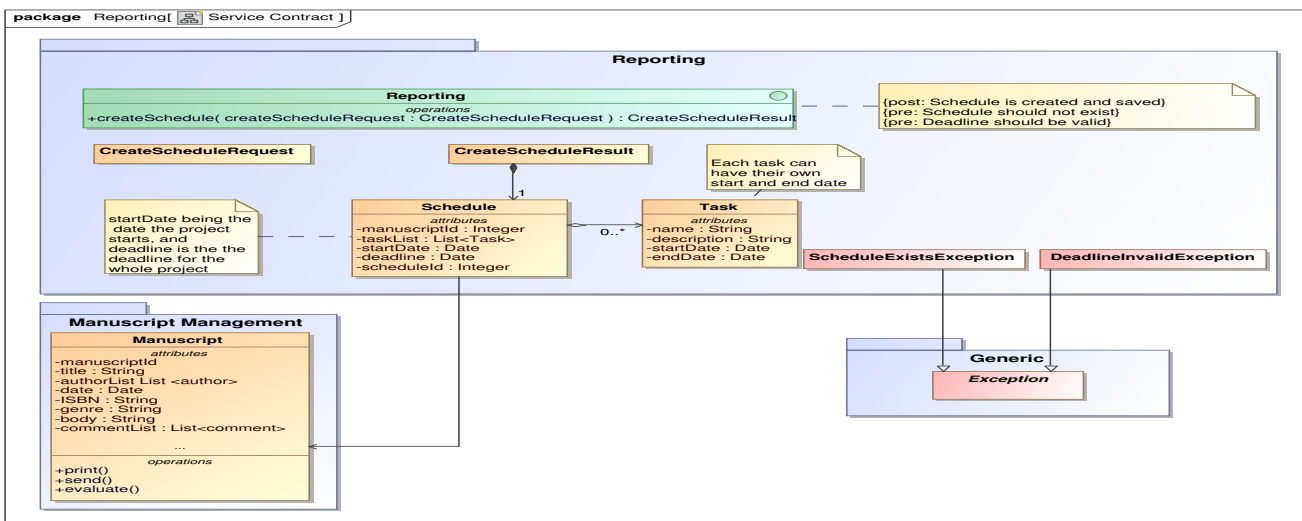 package Reporting[ Service Contract ]
Reporting
Reporting
operations
+createSchedule( createScheduleRequest : CreateScheduleRequest ) : CreateScheduleResult
{post: Schedule is created and saved}
{pre: Schedule should not exist}
{pre: Deadline should be valid}
CreateScheduleRequest
CreateScheduleResult
Each task can
have their own
start and end date
1
startDate being the
date the project
starts, and
deadline is the the
deadline for the
whole project
Schedule
attributes
-manuscriptId : Integer
-taskList : List<Task>
-startDate : Date
-deadline : Date
-scheduleId : Integer
0..*
Task
attributes
-name : String
-description : String
-startDate : Date
-endDate : Date
ScheduleExistsException
DeadlineInvalidException
Manuscript Management
Manuscript
attributes
-manuscriptId
-title : String
-authorList List <author>
-date : Date
-ISBN : String
-genre : String
-body : String
-commentList : List<comment>
...
operations
+print()
+send()
+evaluate()
Generic
Exception